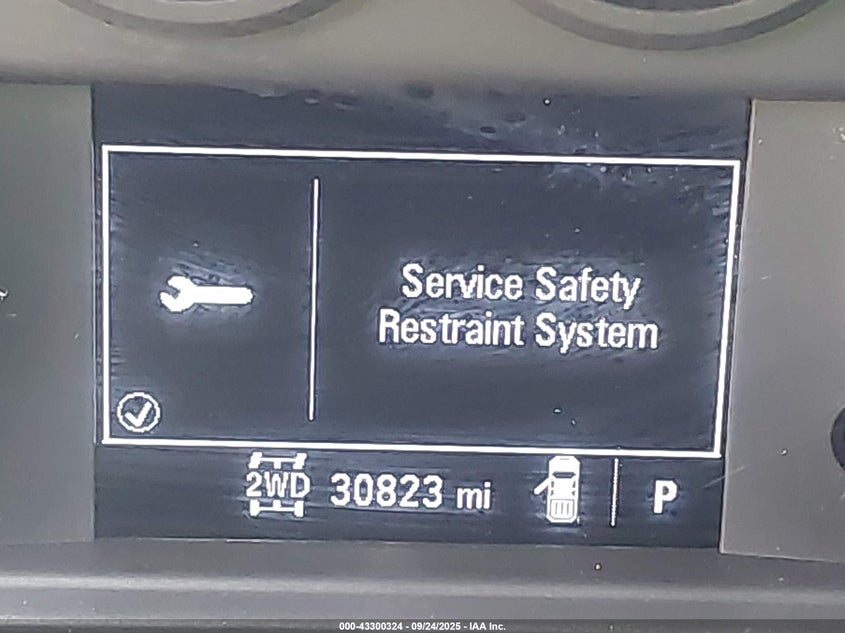 Service Safety
Restraint System
2WD 30823 mi P
000-43300324 - 09/24/2025 - IAA Inc.